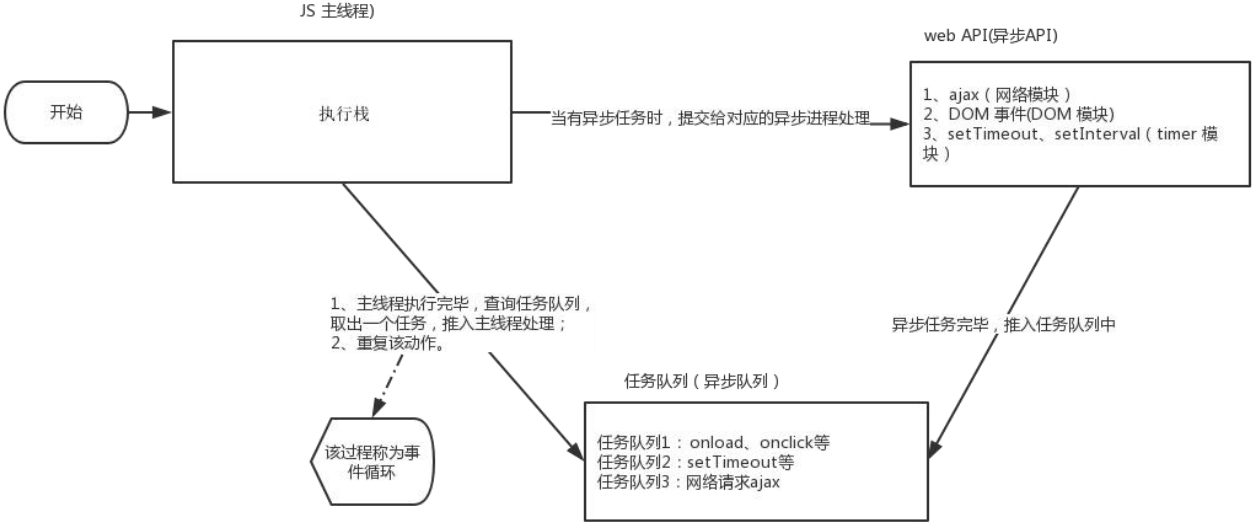 JS 主线程)
web API(异步API)
开始
执行栈
当有异步任务时，提交给对应的异步进程处理
1、ajax（网络模块）
2、DOM 事件(DOM 模块)
3、setTimeout、setInterval（timer 模
块）
1、主线程执行完毕，查询任务队列，
取出一个任务，推入主线程处理；
2、重复该动作。
异步任务完毕，推入任务队列中
任务队列（异步队列）
该过程称为事
件循环
任务队列1：onload、onclick等
任务队列2：setTimeout等
任务队列3：网络请求ajax